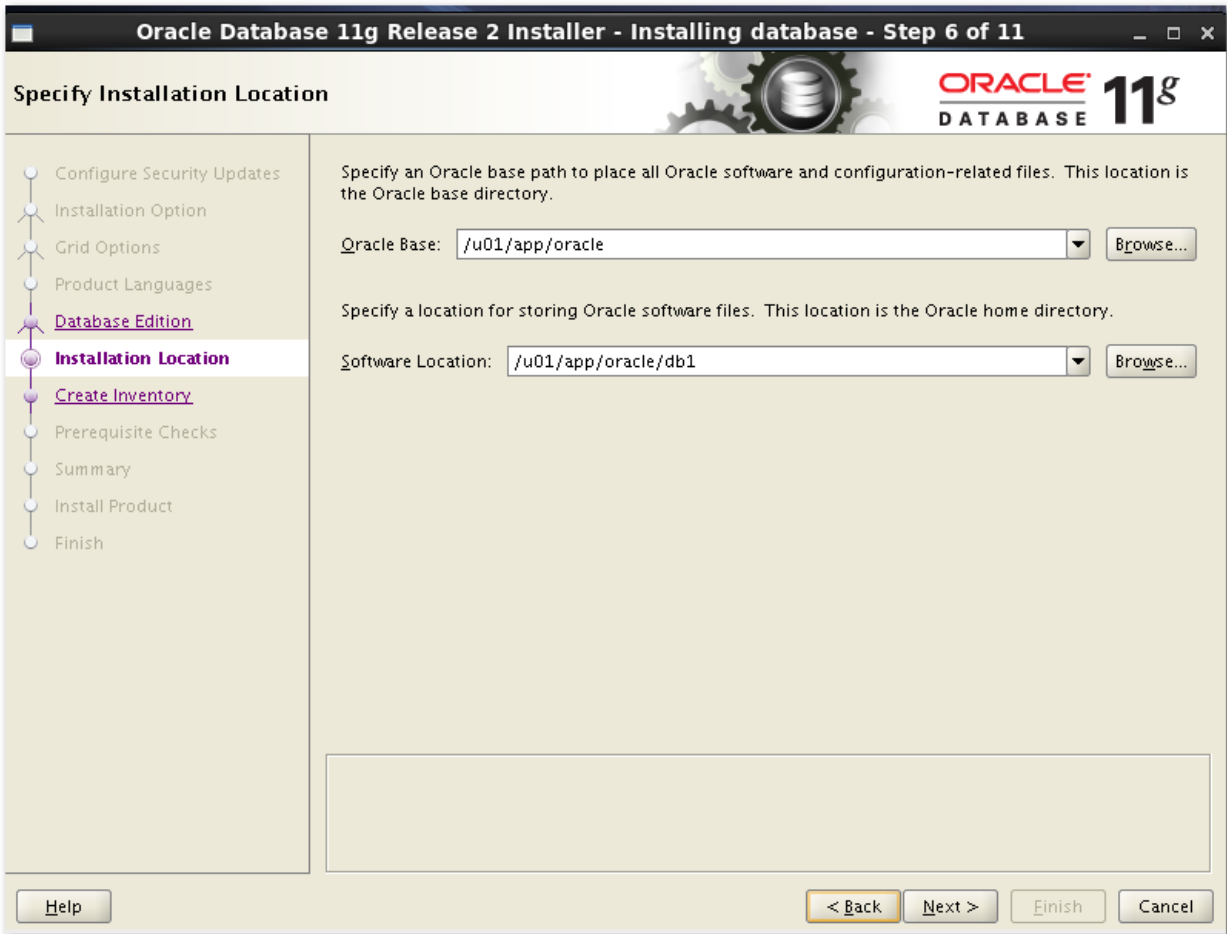 Oracle Database 11g Release 2 Installer - Installing database - Step 6 of 11
Specify Installation Location
ORACLE
DATABASE
11g
Configure Security Updates
Installation Option
Grid Options
Product Languages
Database Edition
Installation Location
Create Inventory
Prerequisite Checks
Summary
Install Product
Finish
Specify an Oracle base path to place all Oracle software and configuration-related files. This location is
the Oracle base directory.
Oracle Base: /u01/app/oracle Browse...
Specify a location for storing Oracle software files. This location is the Oracle home directory.
Software Location: /u01/app/oracle/db1 Browse...
Help < Back Next > Finish Cancel